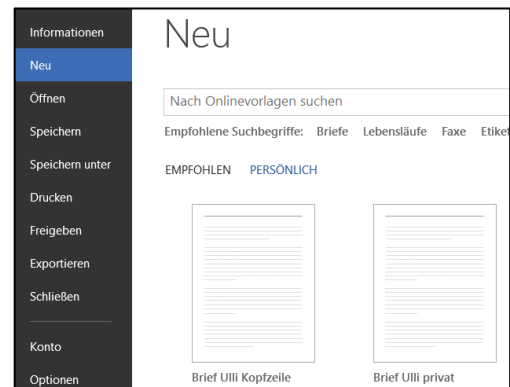 Informationen
Neu
Öffnen
Speichern
Speichern unter
Drucken
Freigeben
Exportieren
Schließen
Konto
Optionen
Neu
Nach Onlinevorlagen suchen
Empfohlene Suchbegriffe: Briefe Lebensläufe Faxe Etiket
EMPFOHLEN PERSÖNLICH
Brief Ulli Kopfzeile Brief Ulli privat